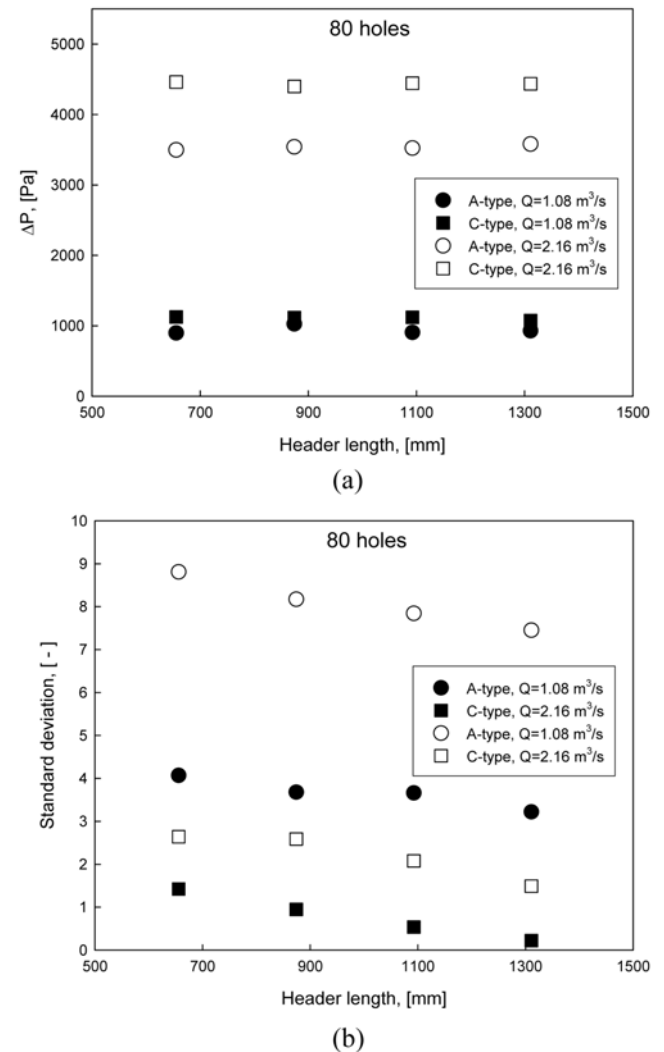 80 holes
5000
4000
3000
2000
1000
0
ΔP, [Pa]
A-type, Q=1.08 m³/s
C-type, Q=1.08 m³/s
A-type, Q=2.16 m³/s
C-type, Q=2.16 m³/s
500 700 900 1100 1300 1500
Header length, [mm]
(a)
80 holes
10
9
8
7
6
5
4
3
2
1
0
Standard deviation, [ - ]
A-type, Q=1.08 m³/s
C-type, Q=2.16 m³/s
A-type, Q=1.08 m³/s
C-type, Q=2.16 m³/s
500 700 900 1100 1300 1500
Header length, [mm]
(b)